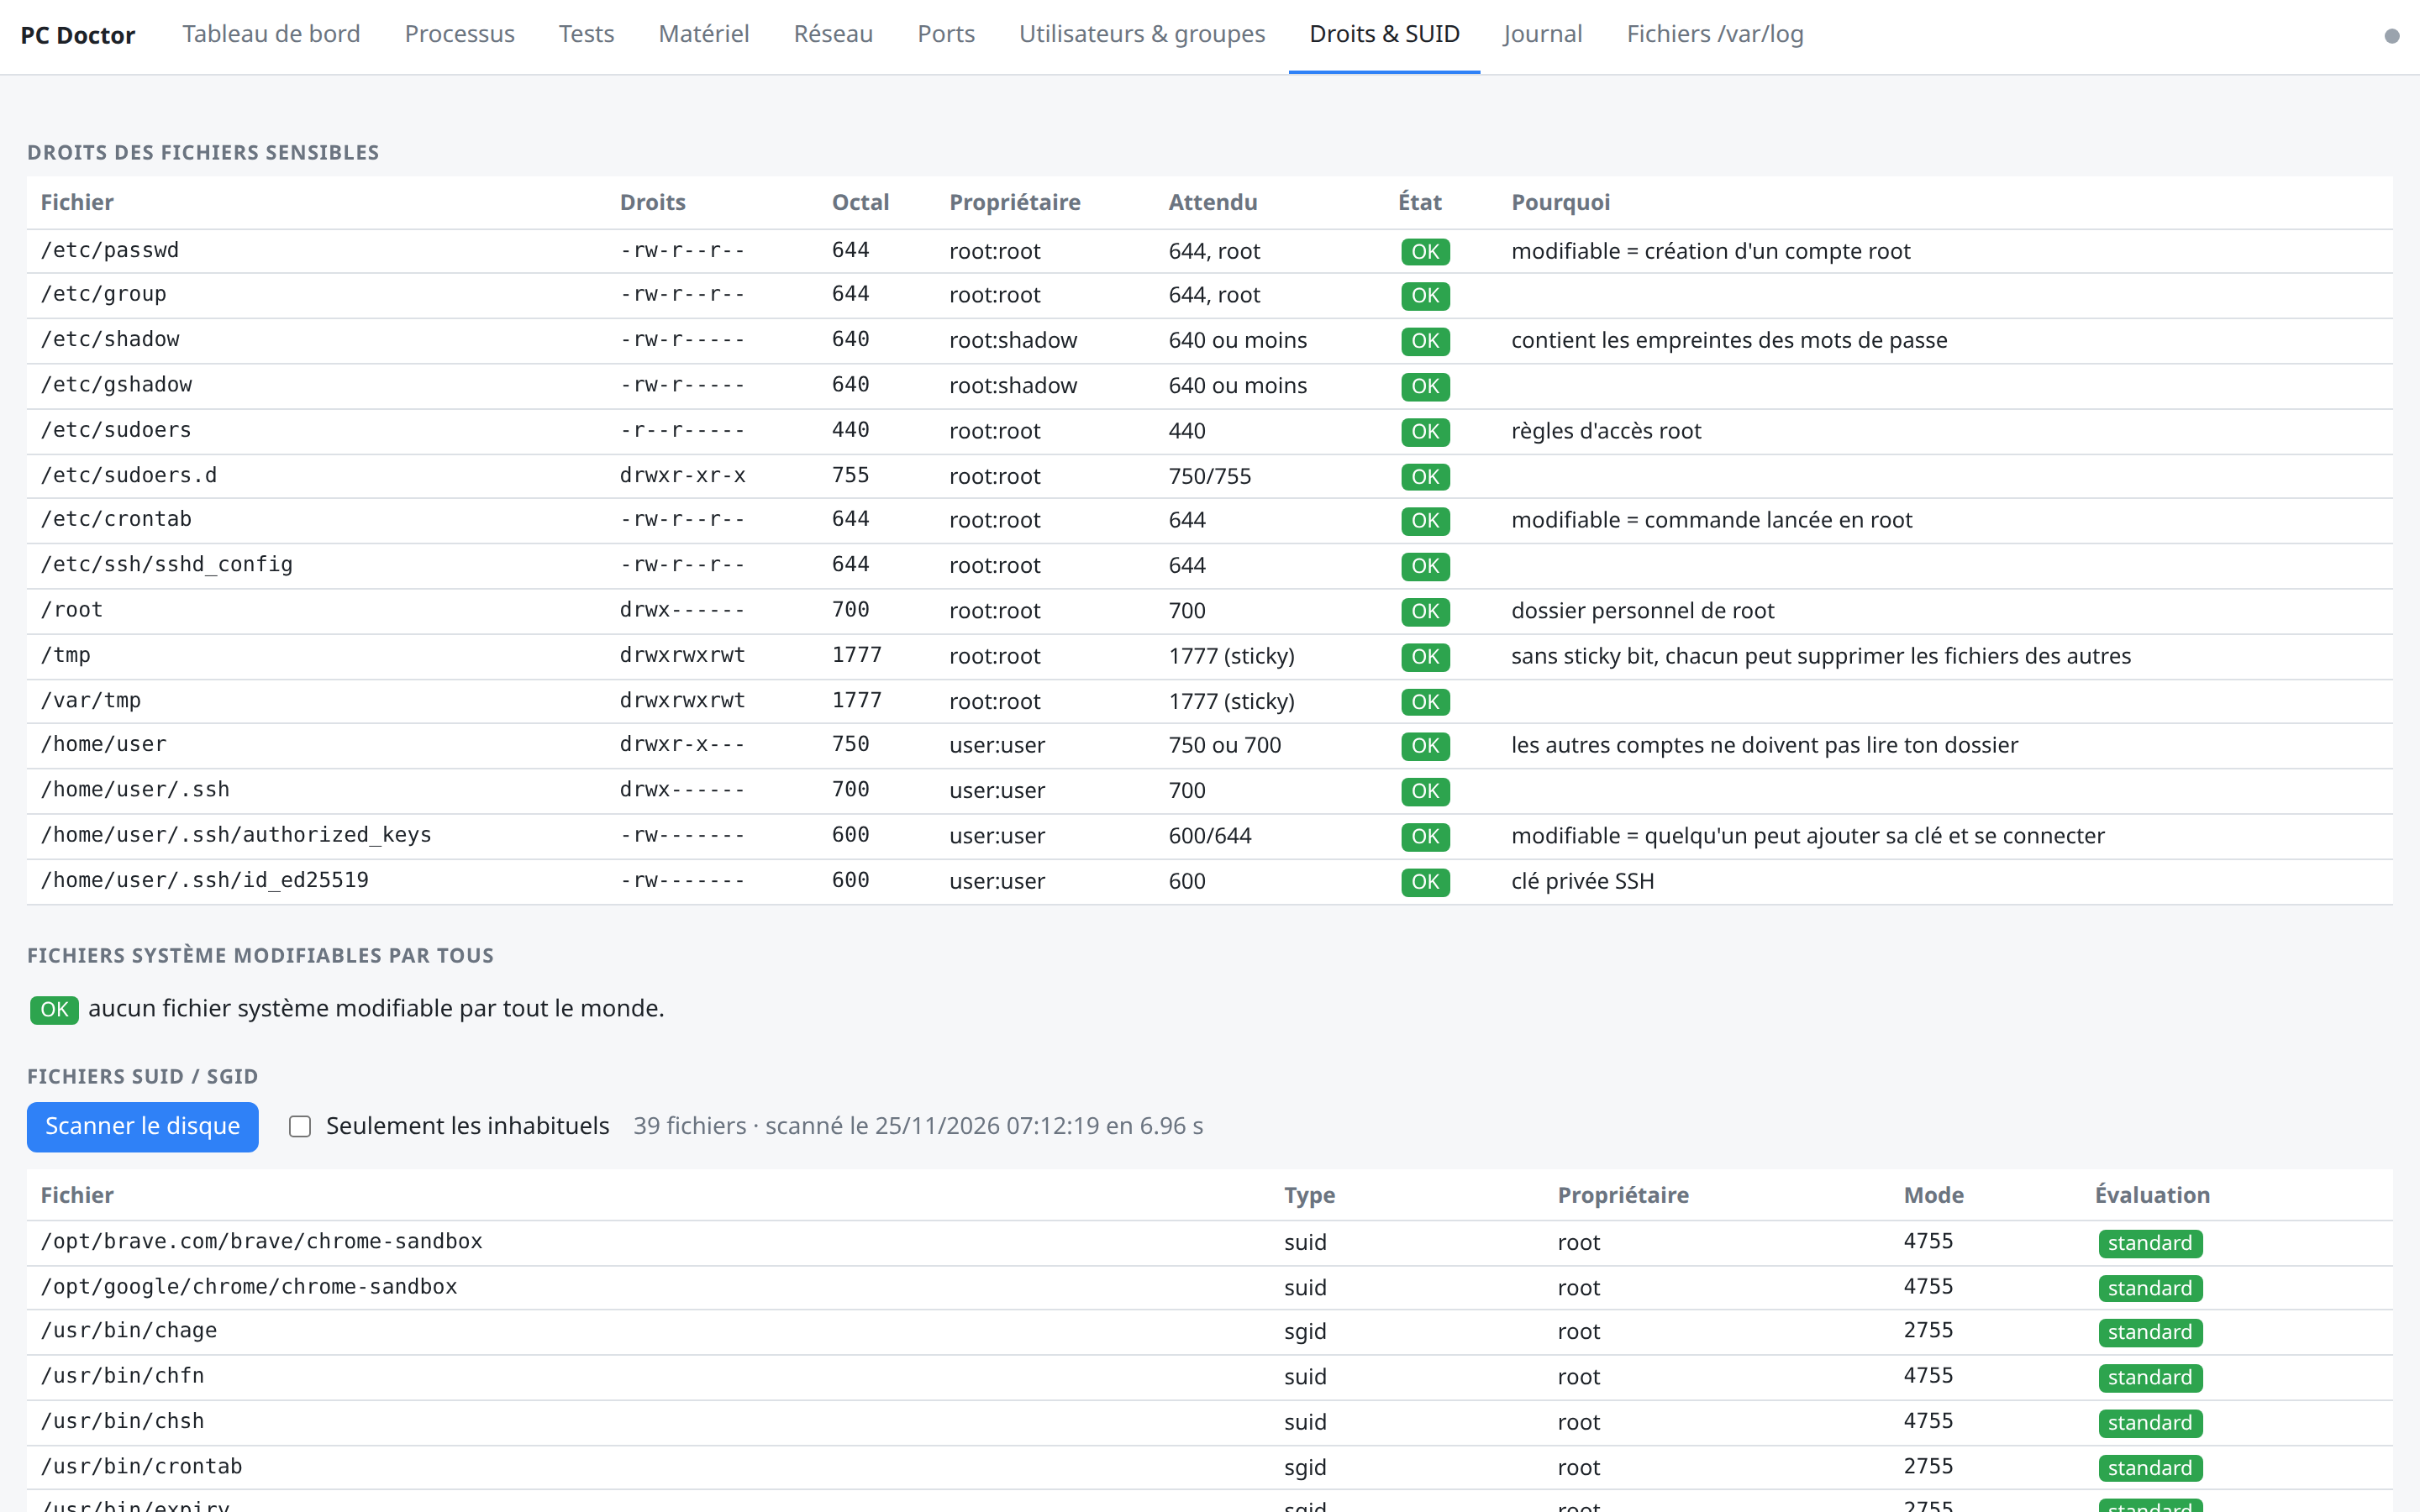 PC Doctor Tableau de bord Processus Tests Matériel Réseau Ports Utilisateurs & groupes Droits & SUID Journal Fichiers /var/log
DROITS DES FICHIERS SENSIBLES
Fichier Droits Octal Propriétaire Attendu État Pourquoi
/etc/passwd -rw-r--r-- 644 root:root 644, root OK modifiable = création d'un compte root
/etc/group -rw-r--r-- 644 root:root 644, root OK
/etc/shadow -rw-r----- 640 root:shadow 640 ou moins OK contient les empreintes des mots de passe
/etc/gshadow -rw-r----- 640 root:shadow 640 ou moins OK
/etc/sudoers -r--r----- 440 root:root 440 OK règles d'accès root
/etc/sudoers.d drwxr-xr-x 755 root:root 750/755 OK
/etc/crontab -rw-r--r-- 644 root:root 644 OK modifiable = commande lancée en root
/etc/ssh/sshd_config -rw-r--r-- 644 root:root 644 OK
/root drwx------ 700 root:root 700 OK dossier personnel de root
/tmp drwxrwxrwt 1777 root:root 1777 (sticky) OK sans sticky bit, chacun peut supprimer les fichiers des autres
/var/tmp drwxrwxrwt 1777 root:root 1777 (sticky) OK
/home/user drwxr-x--- 750 user:user 750 ou 700 OK les autres comptes ne doivent pas lire ton dossier
/home/user/.ssh drwx------ 700 user:user 700 OK
/home/user/.ssh/authorized_keys -rw------- 600 user:user 600/644 OK modifiable = quelqu'un peut ajouter sa clé et se connecter
/home/user/.ssh/id_ed25519 -rw------- 600 user:user 600 OK clé privée SSH
FICHIERS SYSTÈME MODIFIABLES PAR TOUS
OK aucun fichier système modifiable par tout le monde.
FICHIERS SUID / SGID
Scanner le disque Seulement les inhabituels 39 fichiers · scanné le 25/11/2026 07:12:19 en 6.96 s
Fichier Type Propriétaire Mode Évaluation
/opt/brave.com/brave/chrome-sandbox suid root 4755 standard
/opt/google/chrome/chrome-sandbox suid root 4755 standard
/usr/bin/chage sgid root 2755 standard
/usr/bin/chfn suid root 4755 standard
/usr/bin/chsh suid root 4755 standard
/usr/bin/crontab sgid root 2755 standard
/usr/bin/expiry sgid root 2755 standard